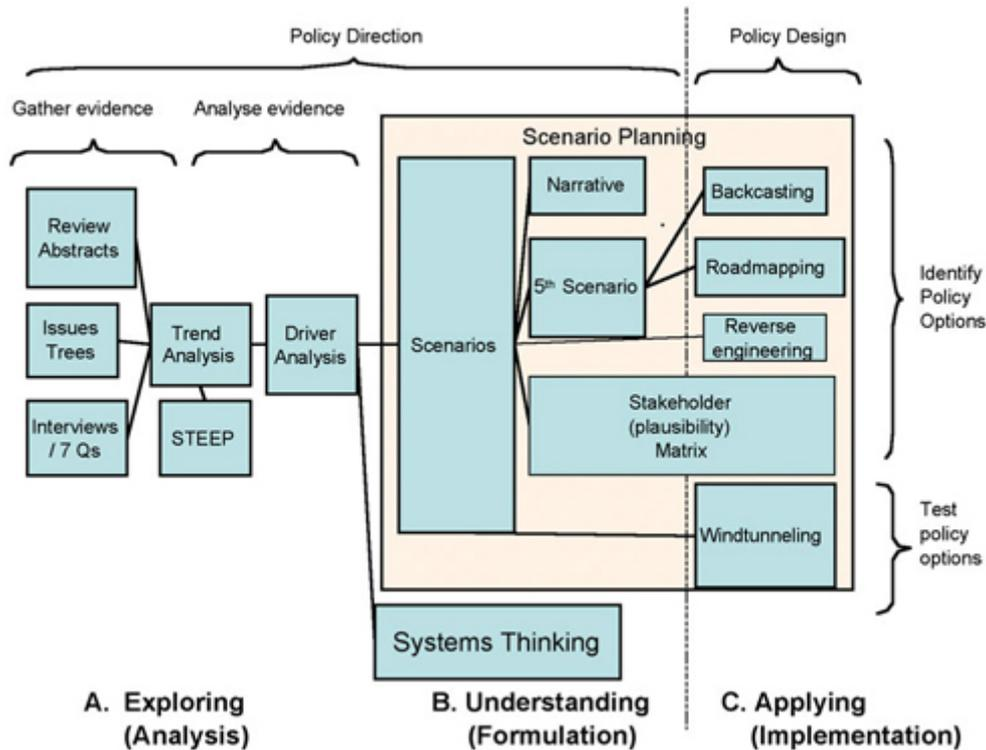 Policy Direction
Policy Design
Gather evidence
Analyse evidence
Scenario Planning
Review
Abstracts
Issues
Trees
Interviews
/ 7 Qs
Trend
Analysis
STEEP
Driver
Analysis
Scenarios
Narrative
5th Scenario
Backcasting
Roadmapping
Reverse
engineering
Stakeholder
(plausibility)
Matrix
Windtunneling
Identify
Policy
Options
Test
policy
options
Systems Thinking
A. Exploring
(Analysis)
B. Understanding
(Formulation)
C. Applying
(Implementation)